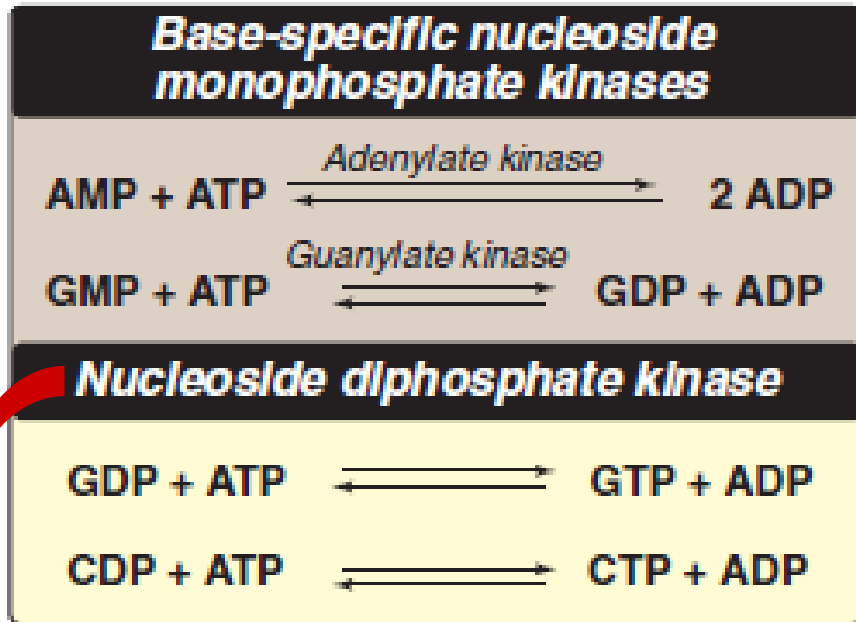 Base-specific nucleoside
monophosphate kinases
Adenylate kinase
AMP + ATP 2 ADP
Guanylate kinase
GMP + ATP GDP + ADP
Nucleoside diphosphate kinase
GDP + ATP GTP + ADP
CDP + ATP CTP + ADP